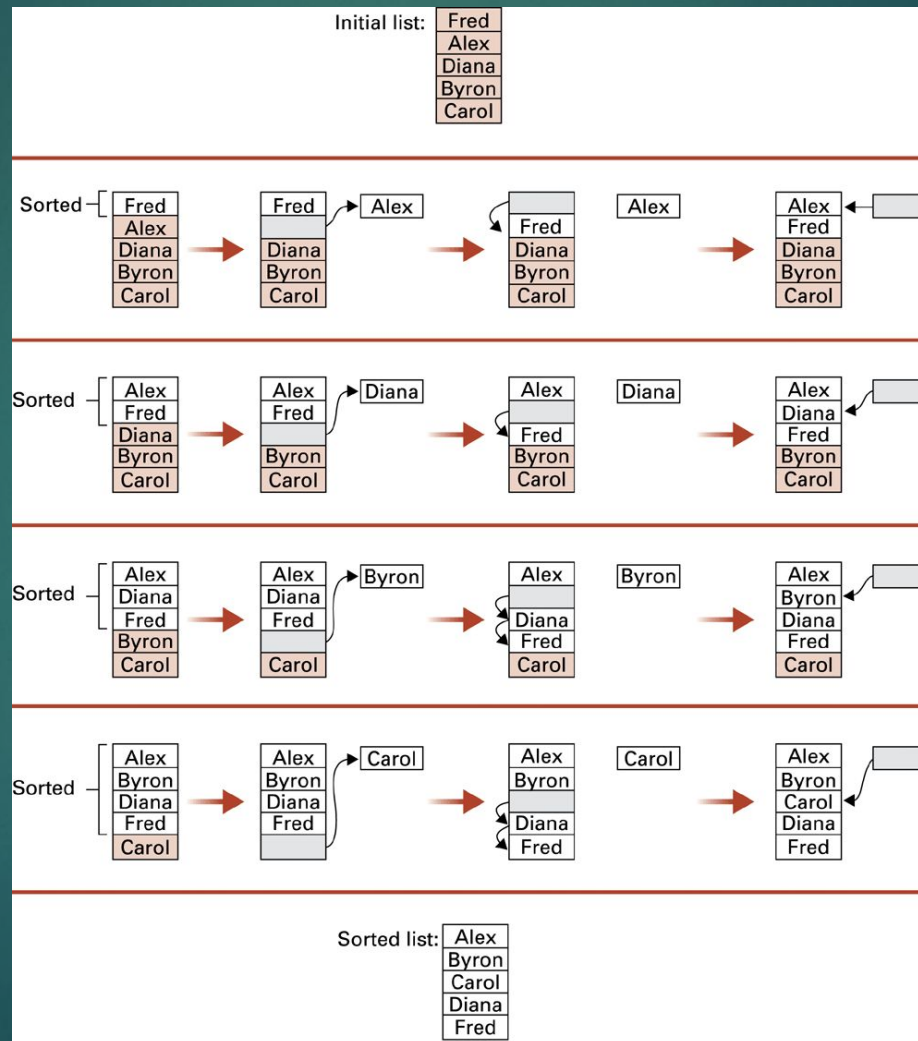 Initial list: Fred
Alex
Diana
Byron
Carol
Sorted Fred Fred Alex Alex Alex
Alex Fred Fred
Diana Diana Diana Diana
Byron Byron Byron Byron
Carol Carol Carol Carol
Sorted Alex Alex Diana Alex Diana Alex
Fred Fred Diana
Diana Fred Fred
Byron Byron Byron Byron
Carol Carol Carol Carol
Sorted Alex Alex Byron Alex Byron Alex
Diana Diana Byron
Fred Fred Diana Diana
Byron Fred Fred
Carol Carol Carol Carol
Sorted Alex Alex Carol Alex Carol Alex
Byron Byron Byron Byron
Diana Diana Carol
Fred Fred Diana Diana
Carol Fred Fred
Sorted list: Alex
Byron
Carol
Diana
Fred